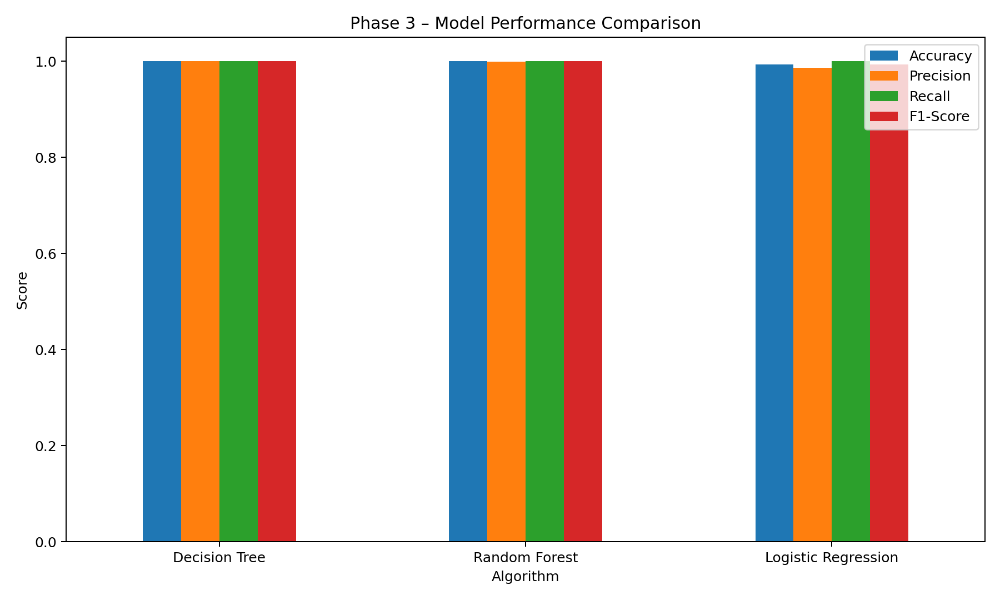 Phase 3 – Model Performance Comparison
Accuracy
Precision
Recall
F1-Score
1.0
0.8
0.6
0.4
0.2
0.0
Score
Decision Tree
Random Forest
Logistic Regression
Algorithm